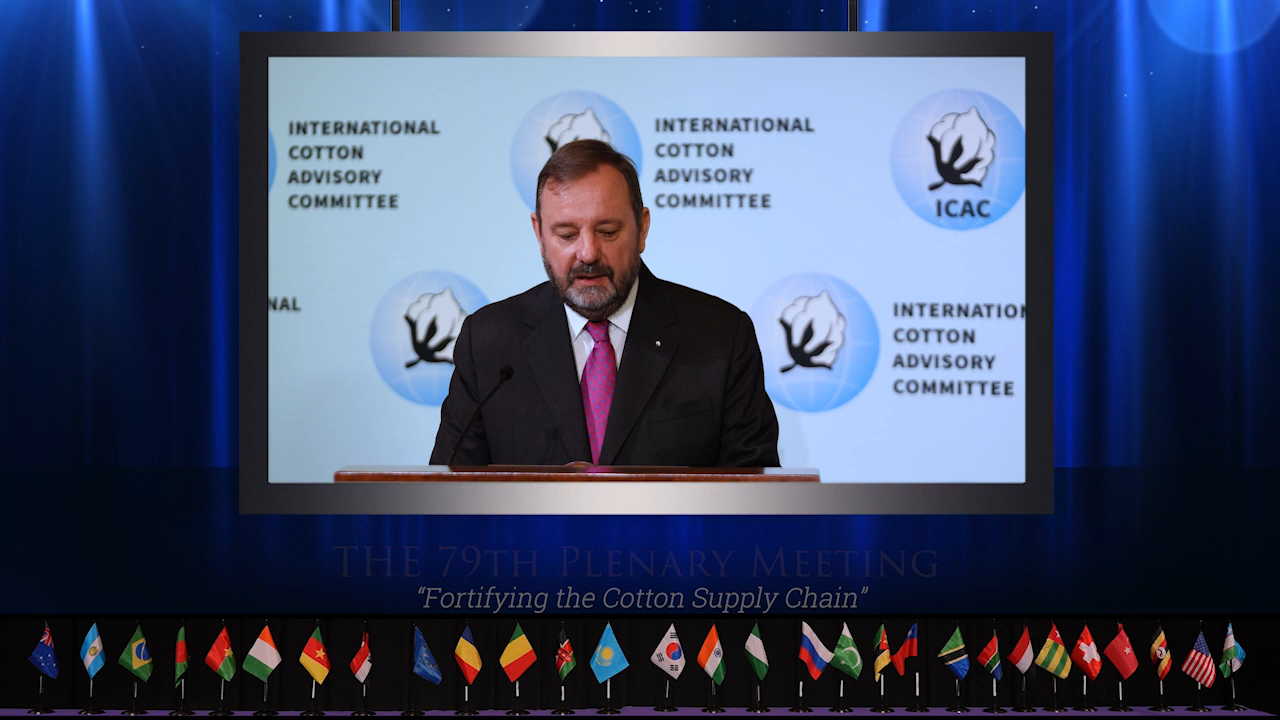 INTERNATIONAL
COTTON
ADVISORY
COMMITTEE
INTERNATIONAL
COTTON
ADVISORY
COMMITTEE
ICAC
NAL
INTERNATION
COTTON
ADVISORY
COMMITTEE
THE 79TH PLENARY MEETING
“Fortifying the Cotton Supply Chain”